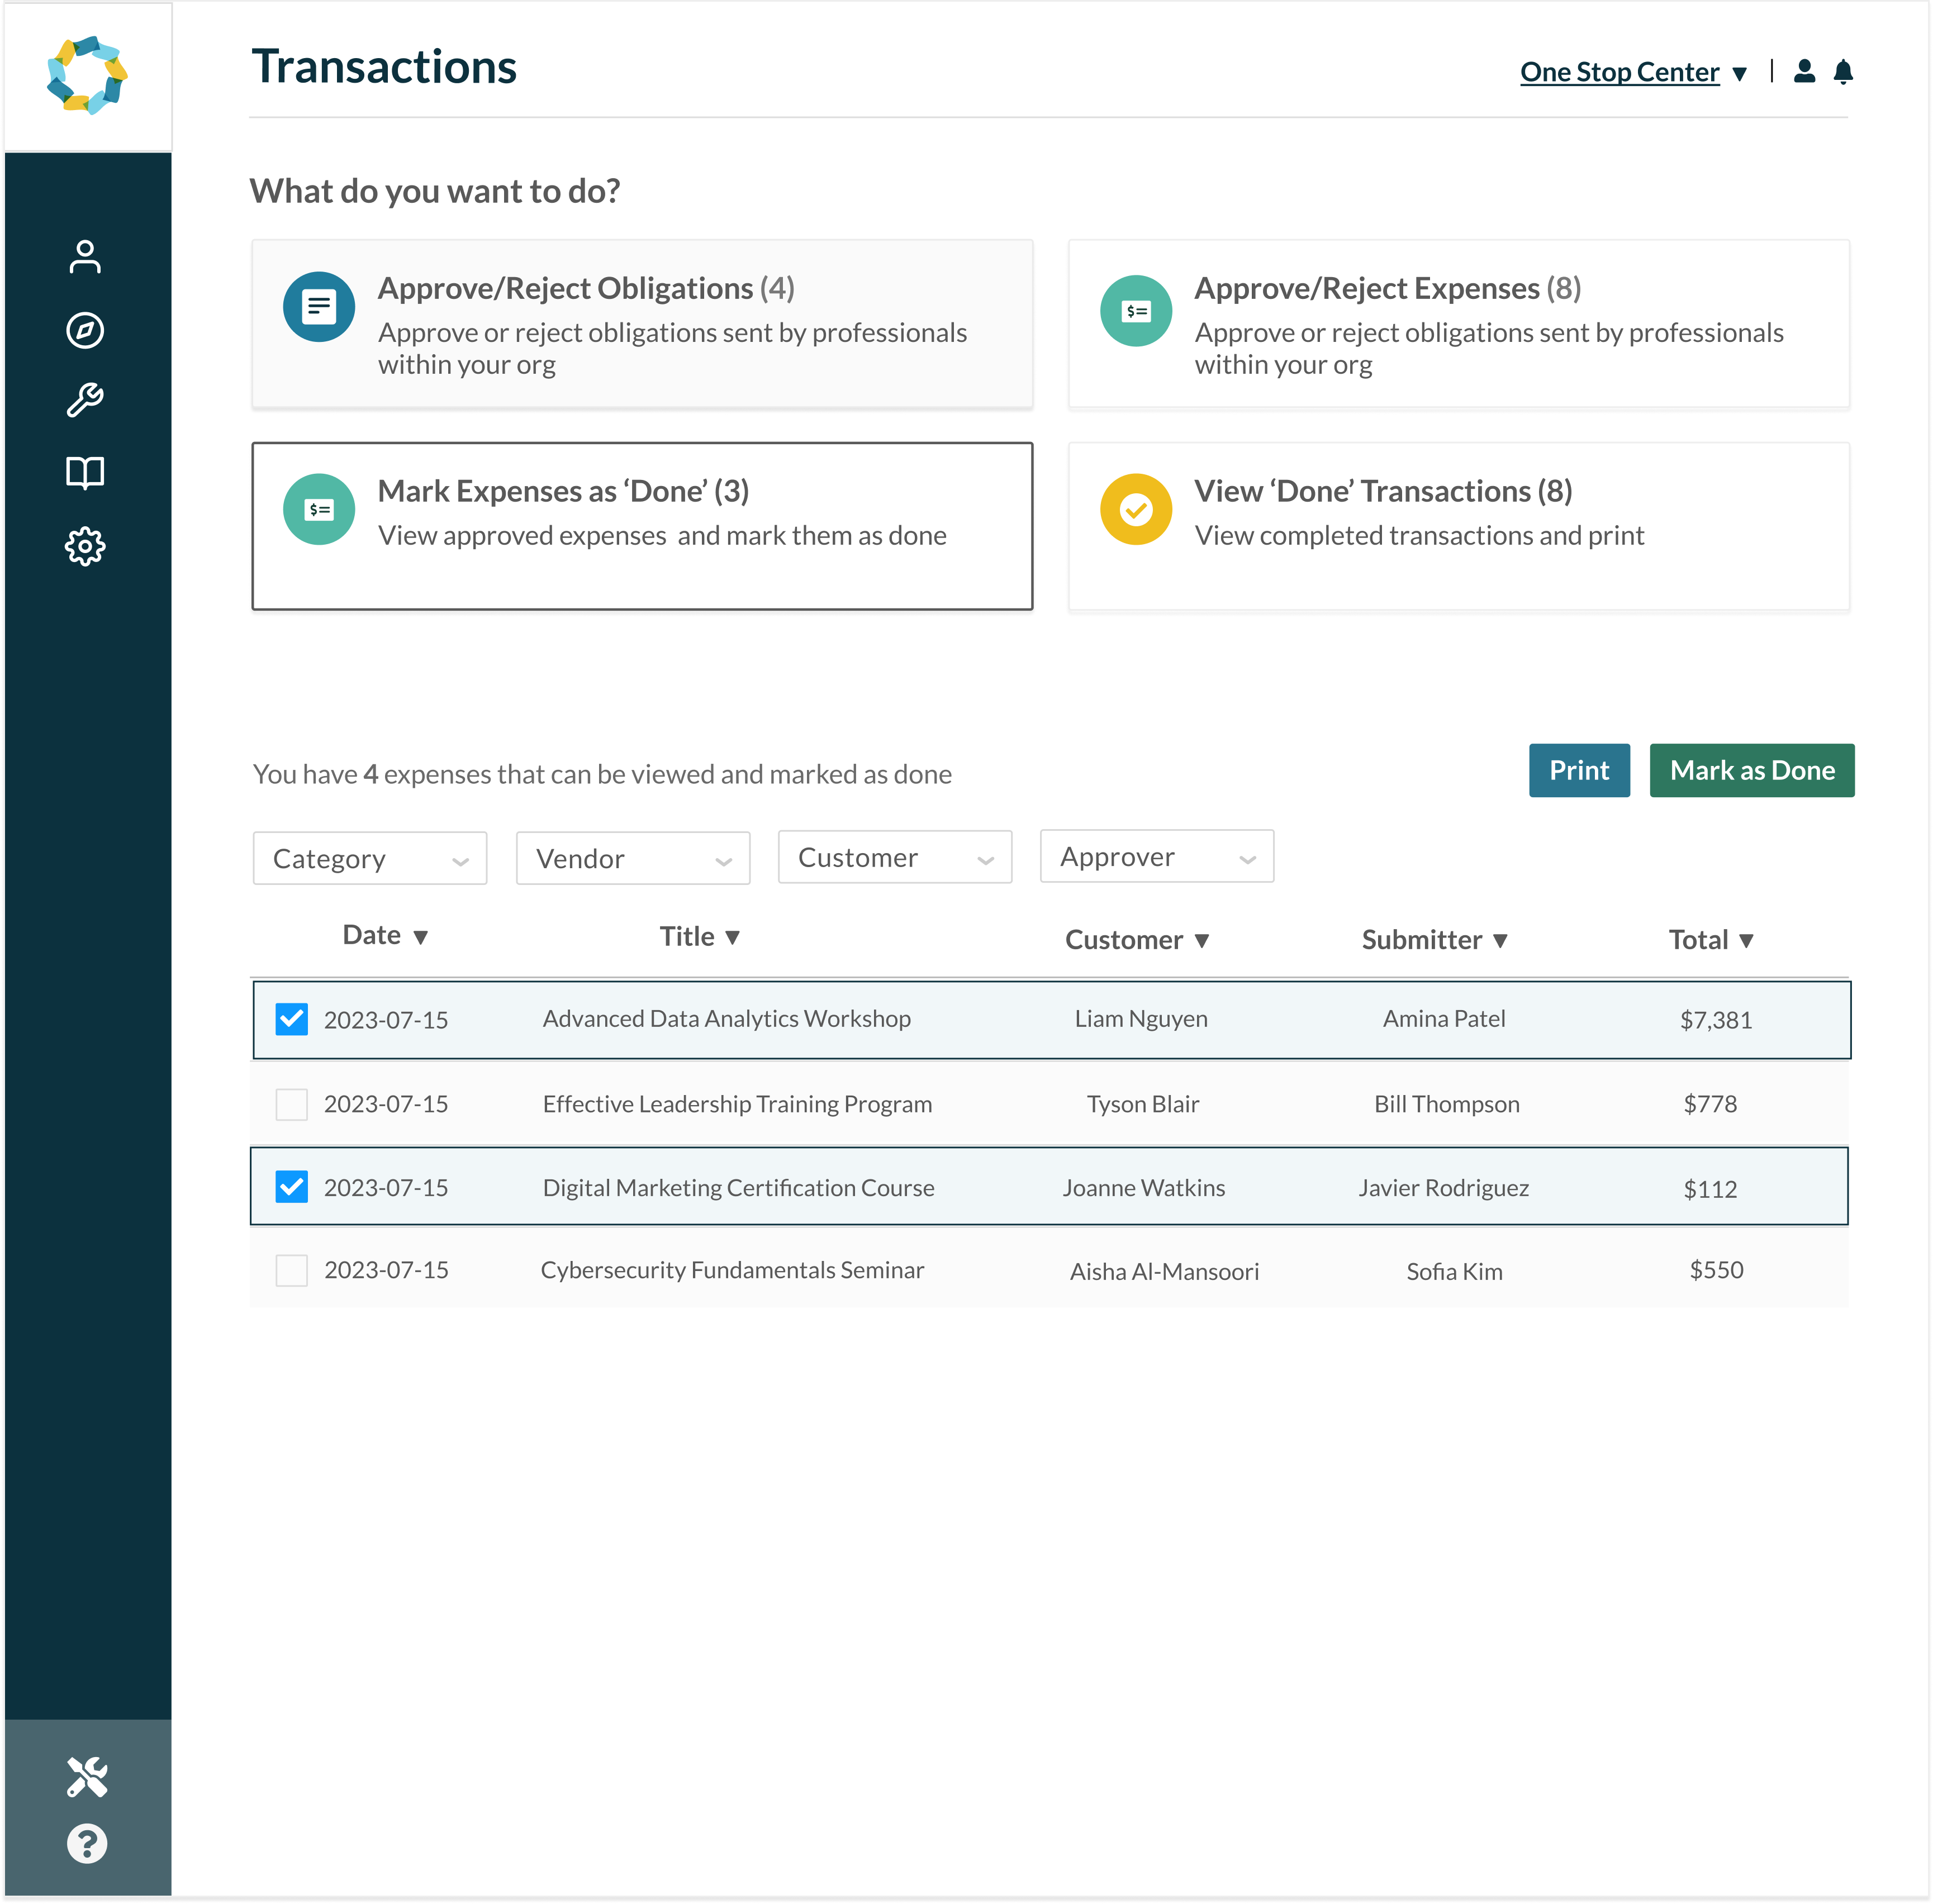 Transactions
One Stop Center ▼
What do you want to do?
Approve/Reject Obligations (4)
Approve or reject obligations sent by professionals
within your org
Approve/Reject Expenses (8)
$=
Approve or reject obligations sent by professionals
within your org
Mark Expenses as ‘Done’ (3)
$=
View approved expenses  and mark them as done
View ‘Done’ Transactions (8)
View completed transactions and print
You have 4 expenses that can be viewed and marked as done
Print
Mark as Done
Category
Vendor
Customer
Approver
Date ▼ Title ▼ Customer ▼ Submitter ▼ Total ▼
2023-07-15 Advanced Data Analytics Workshop Liam Nguyen Amina Patel $7,381
2023-07-15 Effective Leadership Training Program Tyson Blair Bill Thompson $778
2023-07-15 Digital Marketing Certification Course Joanne Watkins Javier Rodriguez $112
2023-07-15 Cybersecurity Fundamentals Seminar Aisha Al-Mansoori Sofia Kim $550
?